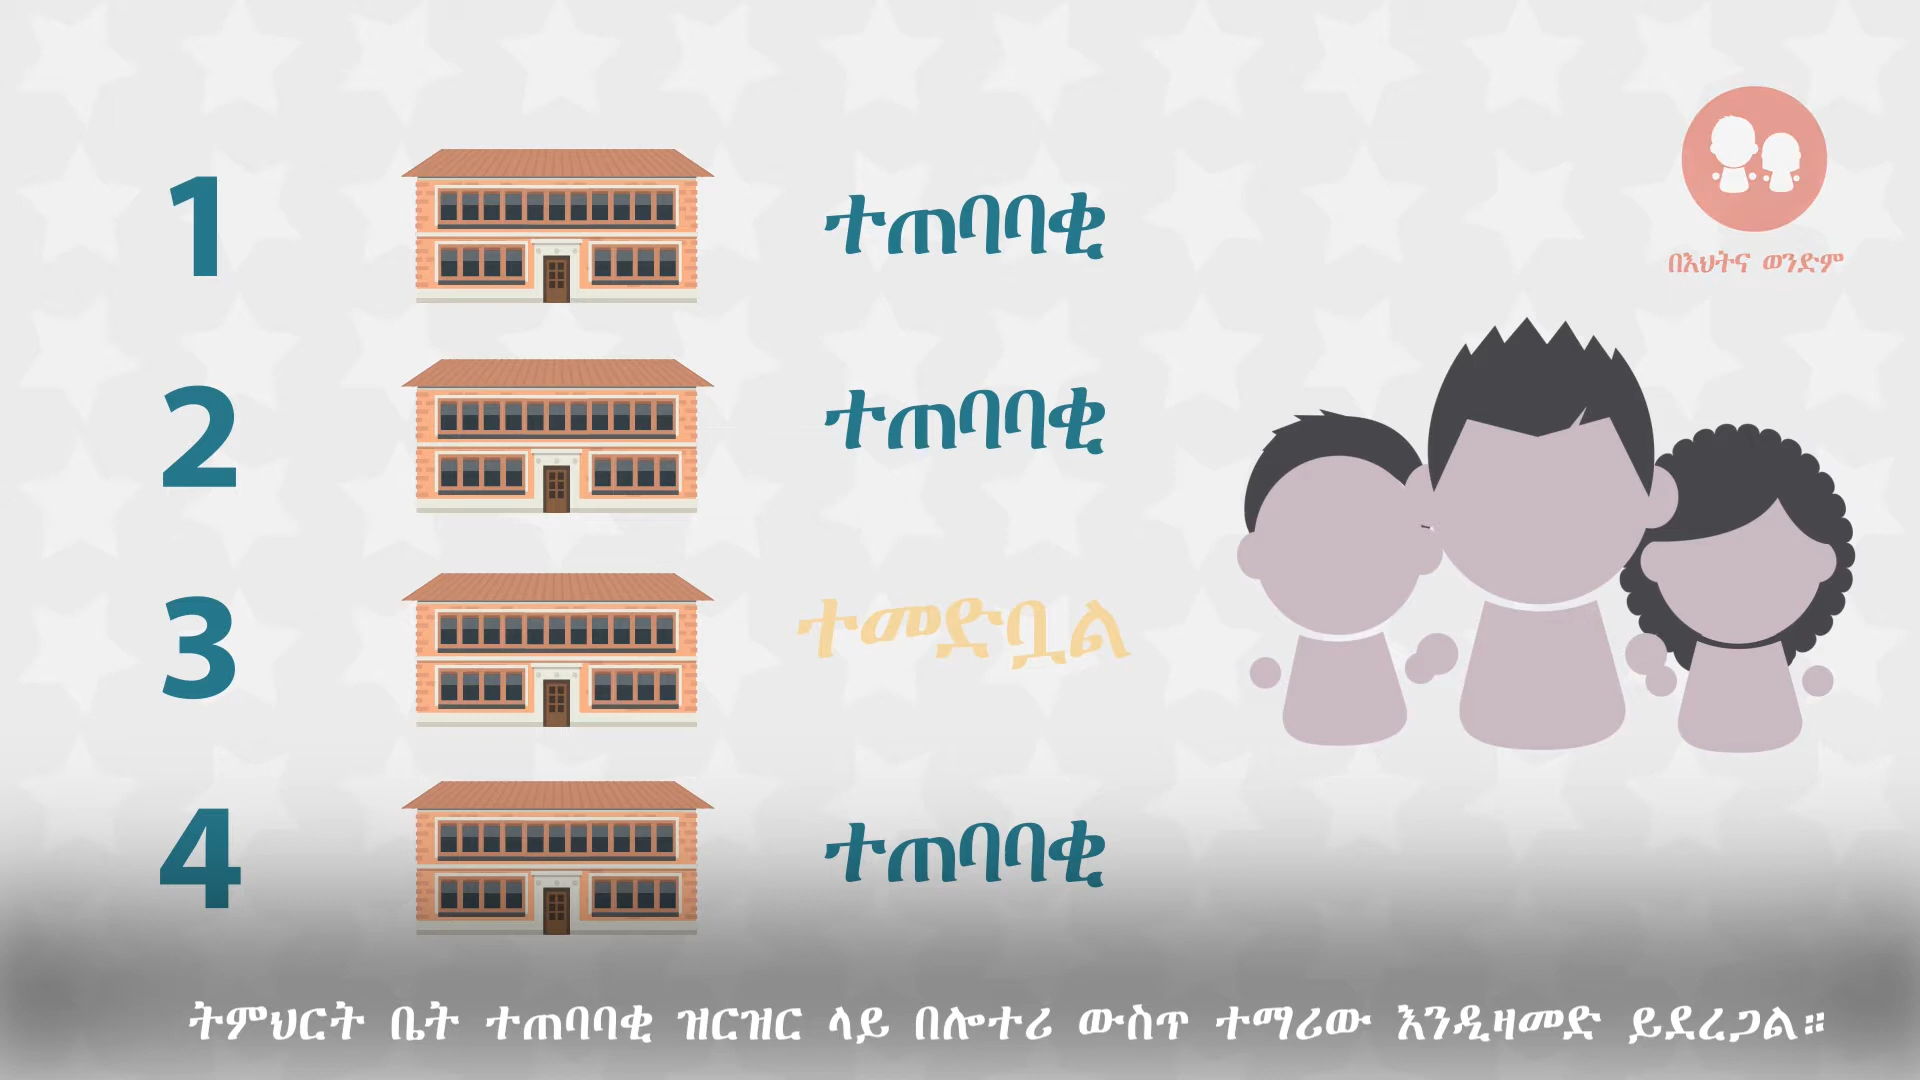 በእህትና ወንድም
1 ተጠባባቂ
2 ተጠባባቂ
3 ተመድቧል
4 ተጠባባቂ
ትምህርት ቤት ተጠባባቂ ዝርዝር ላይ በሎተሪ ውስጥ ተማሪው እንዲዛመድ ይደረጋል።